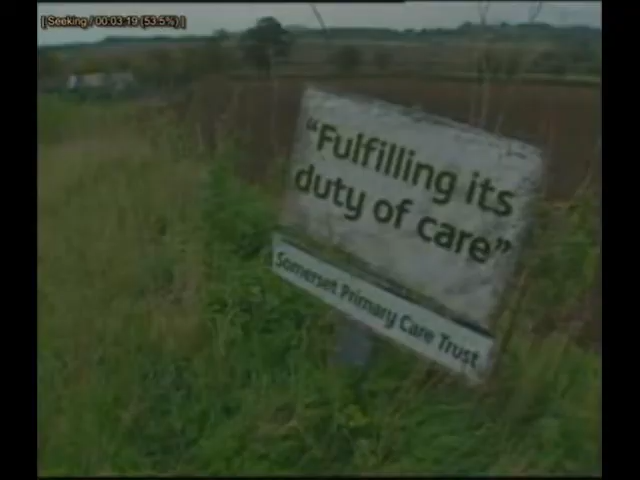 [ Seeking / 00:03:19 (53.5%) ]
"Fulfilling its
duty of care"
Somerset Primary Care Trust